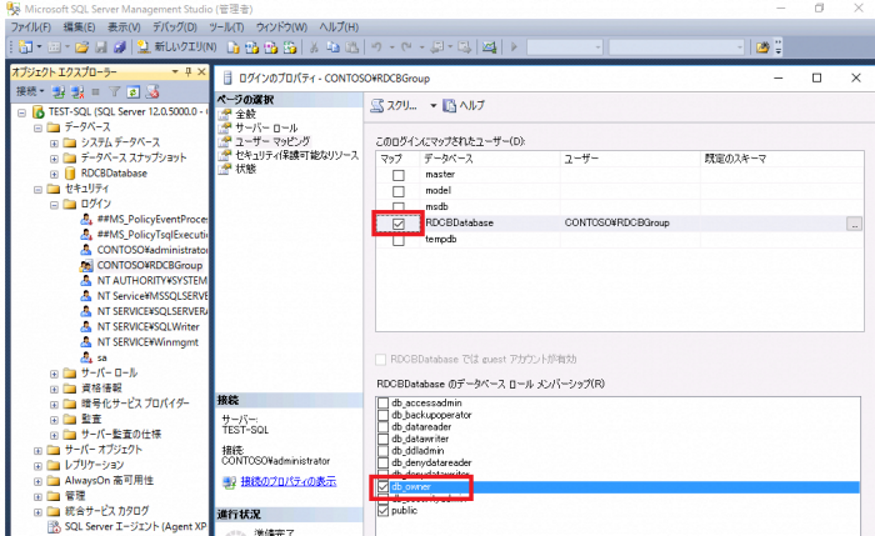 Microsoft SQL Server Management Studio (管理者)
ファイル(F) 編集(E) 表示(V) デバッグ(D) ツール(T) ウィンドウ(W) ヘルプ(H)
新しいクエリ(N)
オブジェクト エクスプローラー
接続
TEST-SQL (SQL Server 12.0.5000.0 -
データベース
システム データベース
データベース スナップショット
RDCBDatabase
セキュリティ
ログイン
##MS_PolicyEventProce
##MS_PolicyTsqlExecuti
CONTOSO¥administrato
CONTOSO¥RDCBGroup
NT AUTHORITY¥SYSTEM
NT Service¥MSSQLSERVE
NT SERVICE¥SQLSERVERA
NT SERVICE¥SQLWriter
NT SERVICE¥Winmgmt
sa
サーバー ロール
資格情報
暗号化サービス プロバイダー
監査
サーバー監査の仕様
サーバー オブジェクト
レプリケーション
AlwaysOn 高可用性
管理
統合サービス カタログ
SQL Server エージェント (Agent XP
ログインのプロパティ - CONTOSO¥RDCBGroup
ページの選択
全般
サーバー ロール
ユーザー マッピング
セキュリティ保護可能なリソース
状態
接続
サーバー:
TEST-SQL
接続:
CONTOSO¥administrator
接続のプロパティの表示
進行状況
準備完了
スクリ... ヘルプ
このログインにマップされたユーザー(D):
マップ データベース ユーザー 既定のスキーマ
master
model
msdb
RDCBDatabase CONTOSO¥RDCBGroup ...
tempdb
RDCBDatabase では guest アカウントが有効
RDCBDatabase のデータベース ロール メンバーシップ(R)
db_accessadmin
db_backupoperator
db_datareader
db_datawriter
db_ddladmin
db_denydatareader
db_denydatawriter
db_owner
db_securityadmin
public